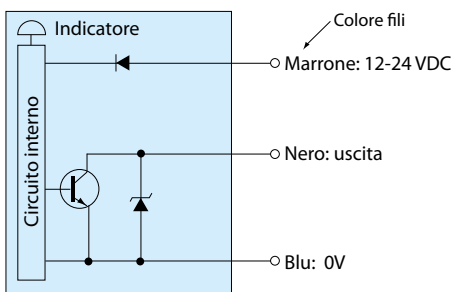 Colore fili
Indicatore
Marrone: 12-24 VDC
Circuito interno
Nero: uscita
Blu: 0V